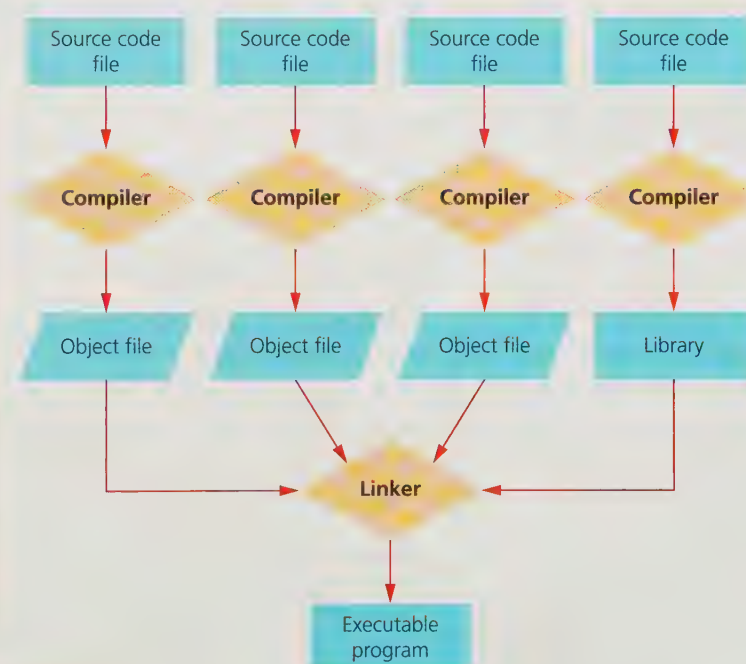 Source code
file
Source code
file
Source code
file
Source code
file
Compiler
Compiler
Compiler
Compiler
Object file
Object file
Object file
Library
Linker
Executable
program